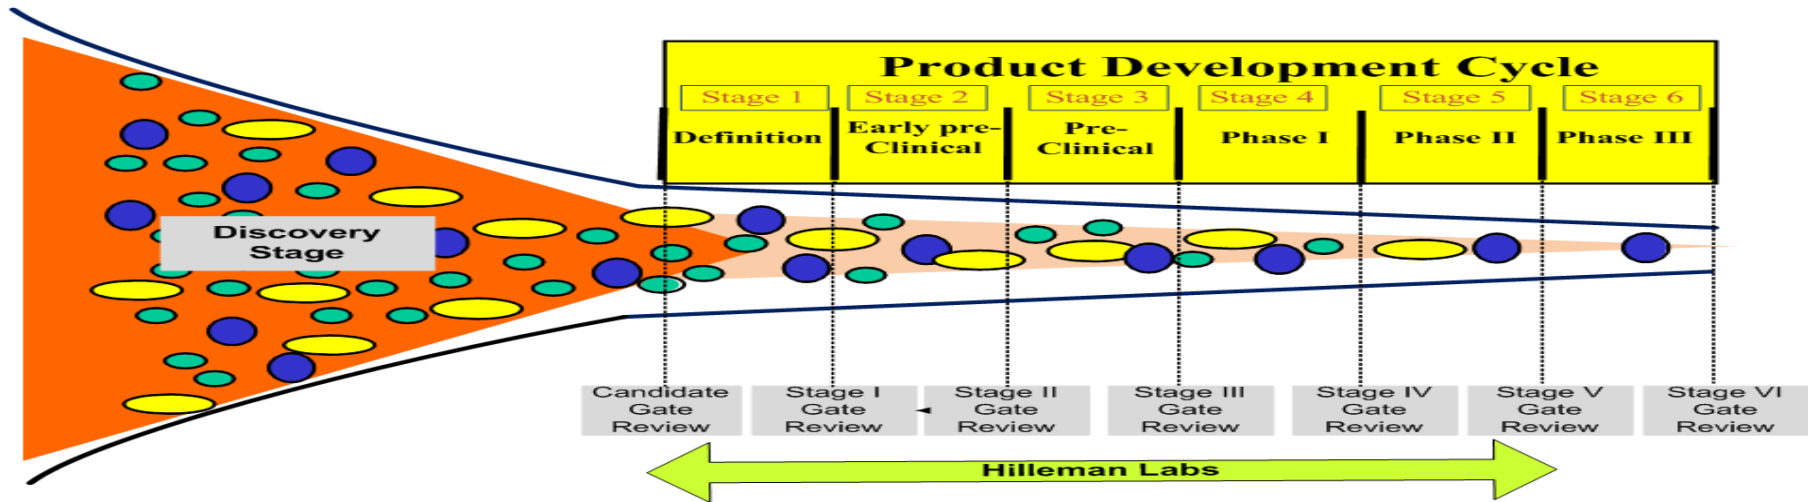 Product Development Cycle
Stage 1
Stage 2
Stage 3
Stage 4
Stage 5
Stage 6
Definition
Early pre-
Clinical
Pre-
Clinical
Phase I
Phase II
Phase III
Discovery
Stage
Candidate
Gate
Review
Stage I
Gate
Review
Stage II
Gate
Review
Stage III
Gate
Review
Stage IV
Gate
Review
Stage V
Gate
Review
Stage VI
Gate
Review
Hilleman Labs